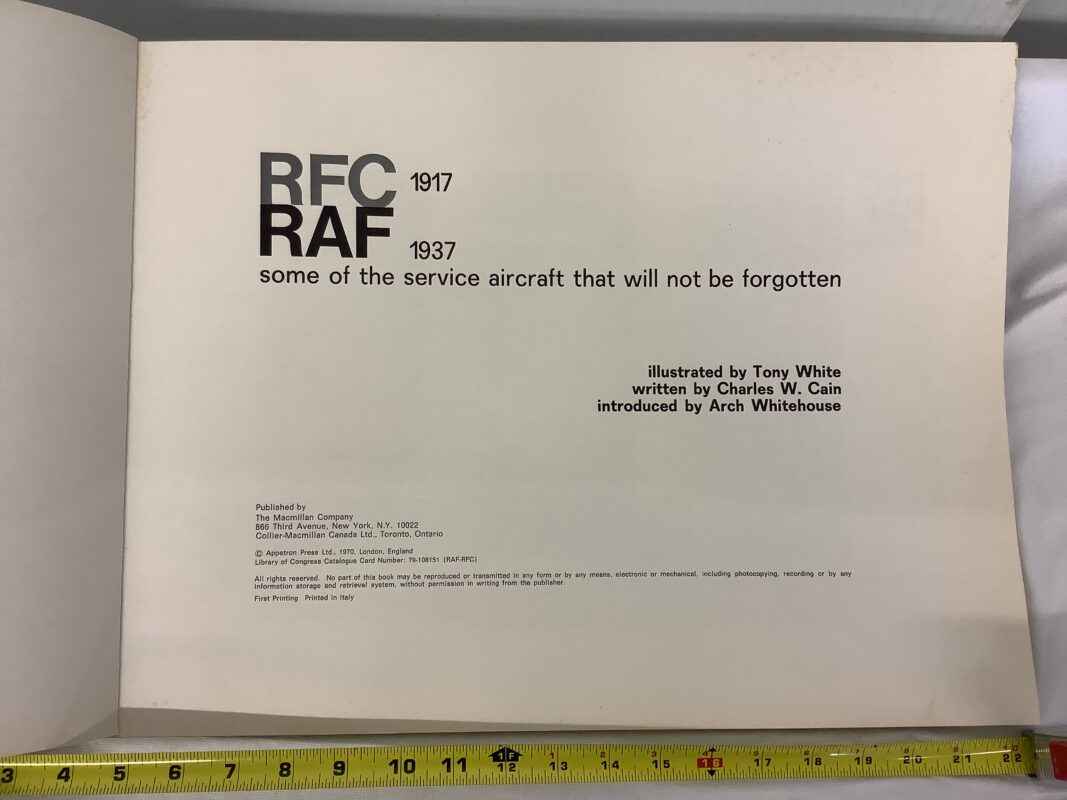 RFC 1917
RAF 1937
some of the service aircraft that will not be forgotten
illustrated by Tony White
written by Charles W. Cain
introduced by Arch Whitehouse
Published by
The Macmillan Company
866 Third Avenue, New York, N.Y. 10022
Collier-Macmillan Canada Ltd., Toronto, Ontario
© Appetron Press Ltd., 1970, London, England
Library of Congress Catalogue Card Number: 79-108151 (RAF-RFC)
All rights reserved. No part of this book may be reproduced or transmitted in any form or by any means, electronic or mechanical, including photocopying, recording or by any
information storage and retrieval system, without permission in writing from the publisher
First Printing Printed in Italy
3 4 5 6 7 8 9 10 11 1F 12 13 14 15 16 17 18 19 20 21 22